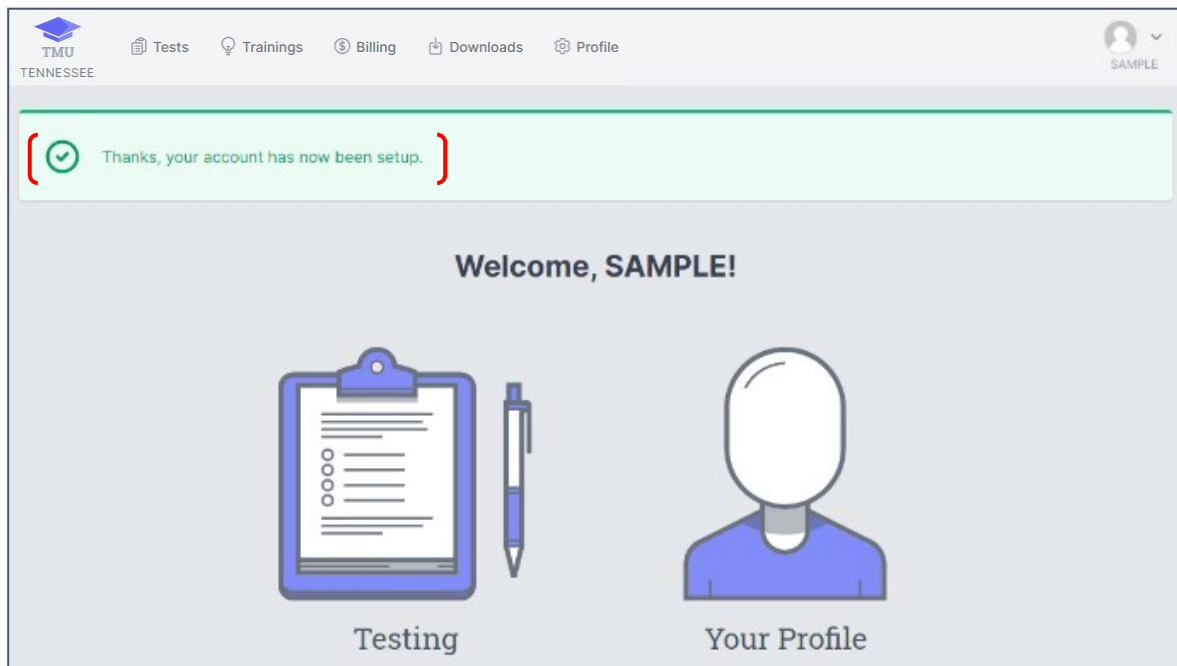 TMU
TENNESSEE
Tests
Trainings
Billing
Downloads
Profile
SAMPLE
Thanks, your account has now been setup.
Welcome, SAMPLE!
Testing
Your Profile